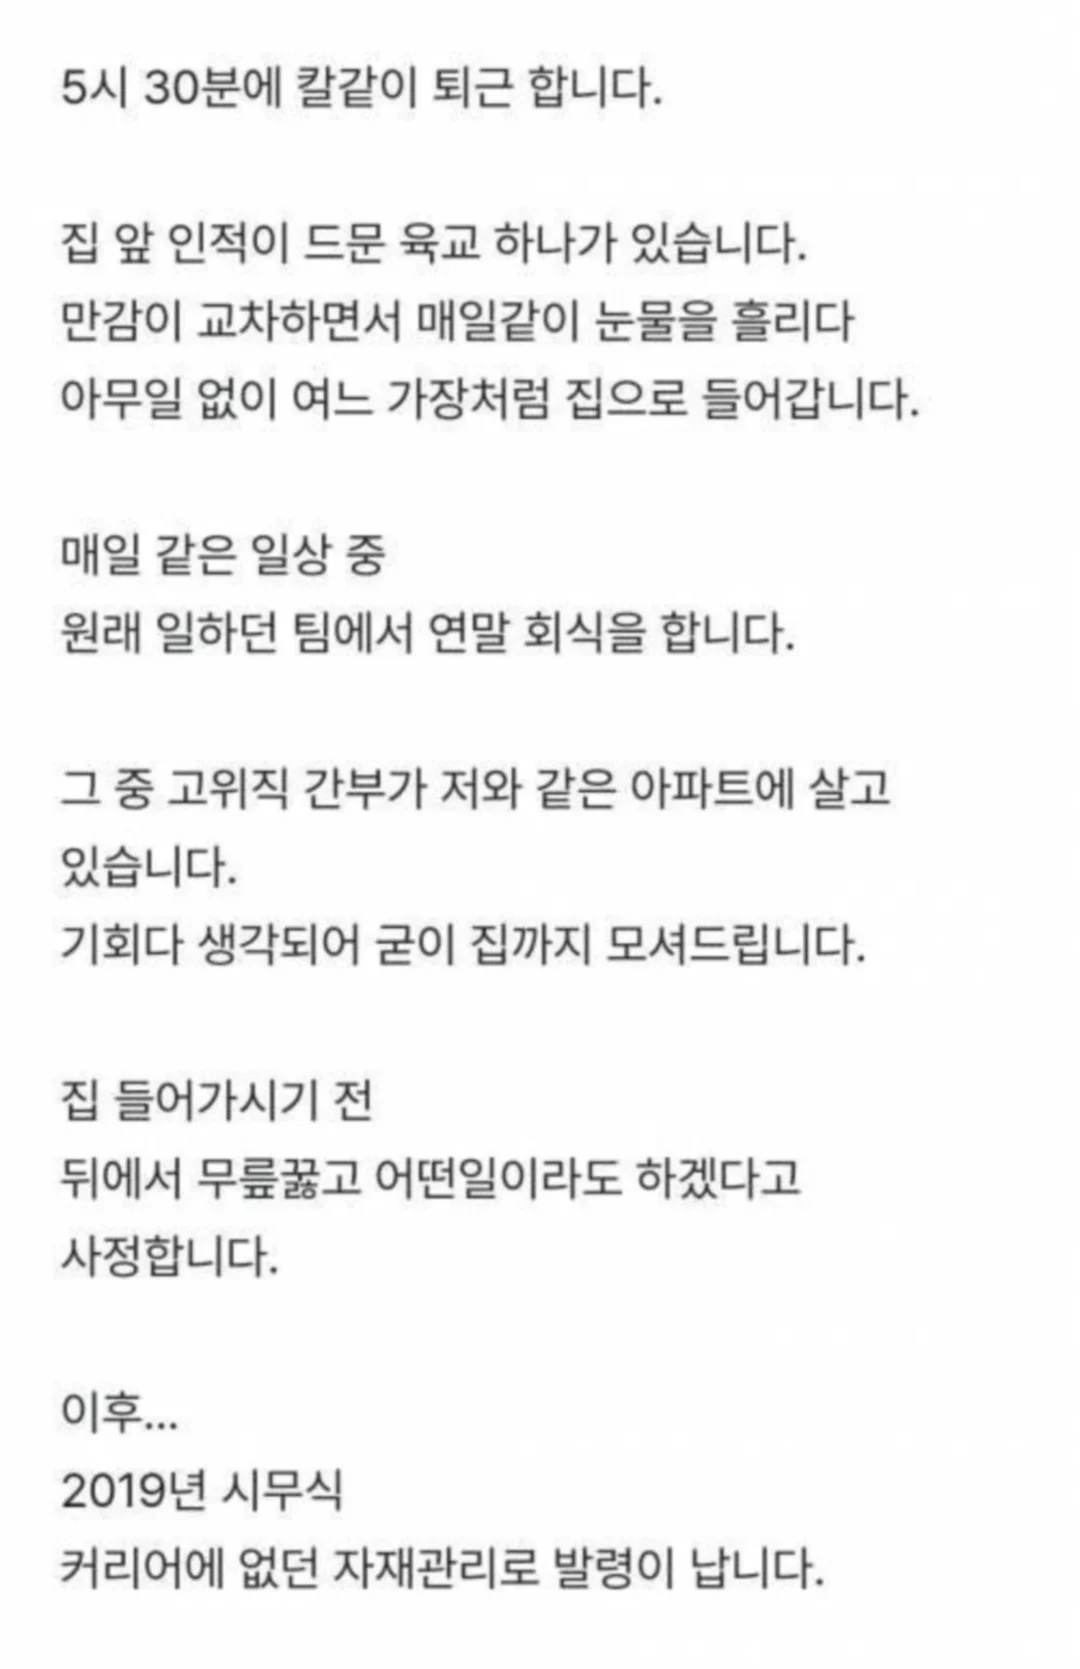 5시 30분에 칼같이 퇴근 합니다.
집 앞 인적이 드문 육교 하나가 있습니다.
만감이 교차하면서 매일같이 눈물을 흘리다
아무일 없이 여느 가장처럼 집으로 들어갑니다.
매일 같은 일상 중
원래 일하던 팀에서 연말 회식을 합니다.
그 중 고위직 간부가 저와 같은 아파트에 살고
있습니다.
기회다 생각되어 굳이 집까지 모셔드립니다.
집 들어가시기 전
뒤에서 무릎꿇고 어떤일이라도 하겠다고
사정합니다.
이후...
2019년 시무식
커리어에 없던 자재관리로 발령이 납니다.